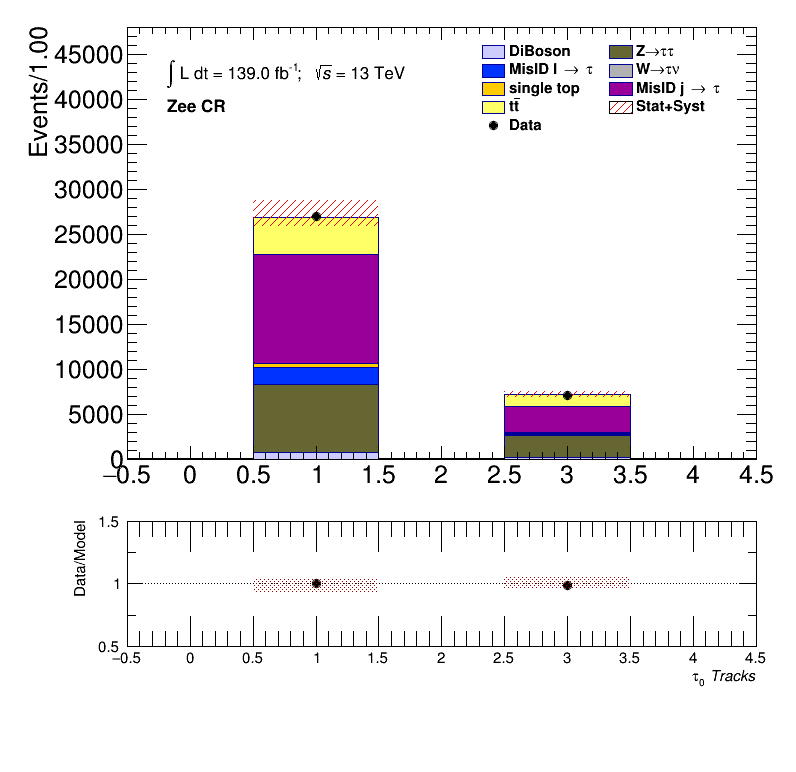 Events/1.00
45000
40000
35000
30000
25000
20000
15000
10000
5000
0
∫ L dt = 139.0 fb⁻¹; √s = 13 TeV
Zee CR
DiBoson
MisID l → τ
single top
tt̄
Data
Z→ττ
W→τν
MisID j → τ
Stat+Syst
−0.5 0 0.5 1 1.5 2 2.5 3 3.5 4 4.5
Data/Model
1.5
1
0.5
−0.5 0 0.5 1 1.5 2 2.5 3 3.5 4 4.5
τ₀ Tracks